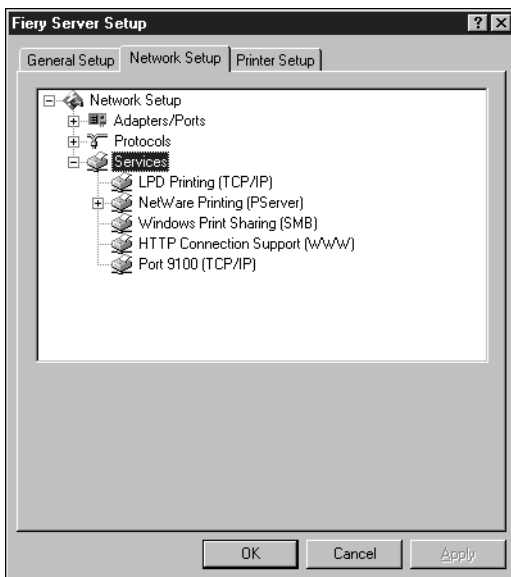 Fiery Server Setup
General Setup Network Setup Printer Setup
Network Setup
Adapters/Ports
Protocols
Services
LPD Printing (TCP/IP)
NetWare Printing (PServer)
Windows Print Sharing (SMB)
HTTP Connection Support (WWW)
Port 9100 (TCP/IP)
OK Cancel Apply